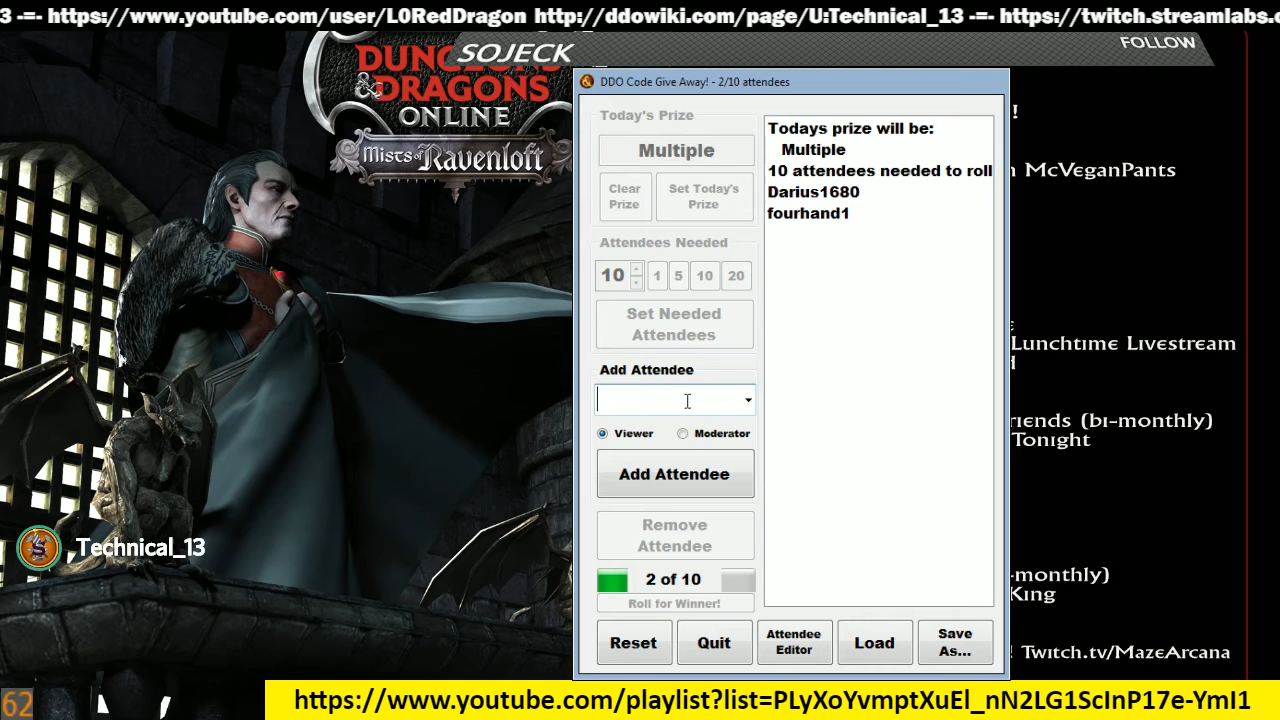 3 -=- https://www.youtube.com/user/L0RedDragon http://ddowiki.com/page/U:Technical_13 -=- https://twitch.streamlabs.c
SOJECK
FOLLOW
DUNGEONS
& DRAGONS
ONLINE
Mists of Ravenloft
DDO Code Give Away! - 2/10 attendees
Today's Prize
Multiple
Clear Prize
Set Today's Prize
Attendees Needed
10 1 5 10 20
Set Needed
Attendees
Add Attendee
Viewer Moderator
Add Attendee
Remove
Attendee
2 of 10
Roll for Winner!
Todays prize will be:
Multiple
10 attendees needed to roll
Darius1680
fourhand1
Reset Quit Attendee Editor Load Save As...
!
McVeganPants
Lunchtime Livestream
d
riends (bi-monthly)
Tonight
-monthly)
King
! Twitch.tv/MazeArcana
Technical_13
62
https://www.youtube.com/playlist?list=PLyXoYvmptXuEl_nN2LG1ScInP17e-YmI1